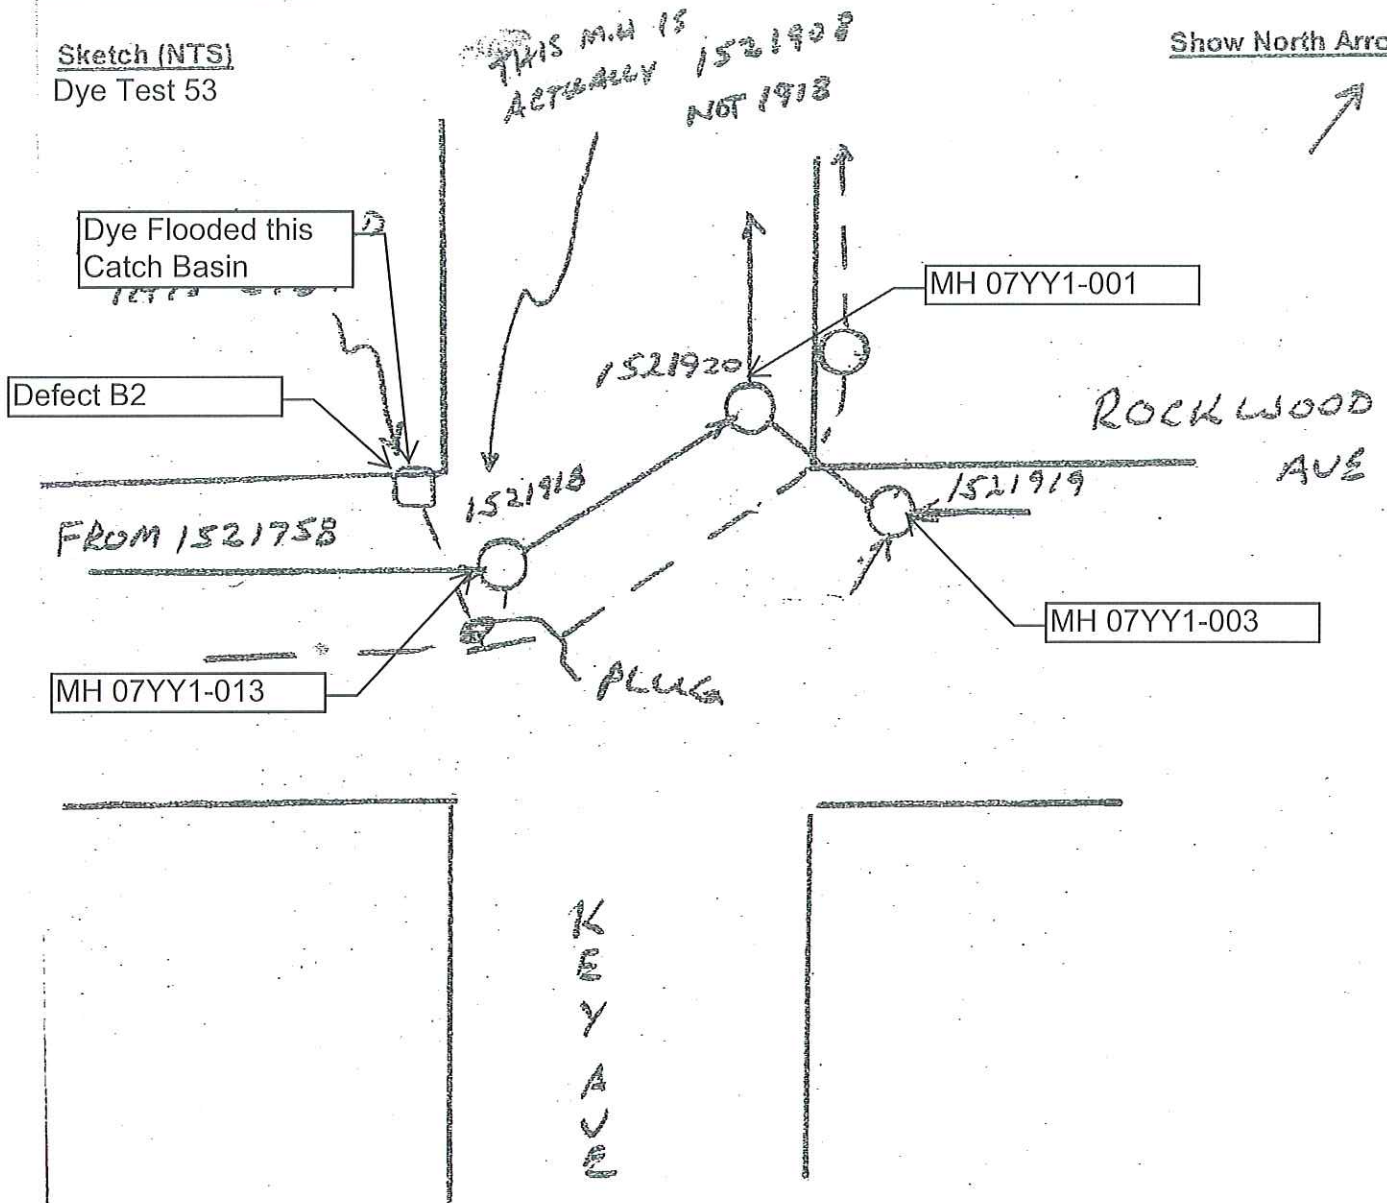 Sketch (NTS)
Dye Test 53
THIS M.H IS
ACTUALLY 1521908
NOT 1918
Show North Arro
Dye Flooded this
Catch Basin
MH 07YY1-001
1521920
Defect B2
ROCKWOOD
AVE
1521918
1521919
FROM 1521758
MH 07YY1-003
MH 07YY1-013
PLUG
KEY AVE